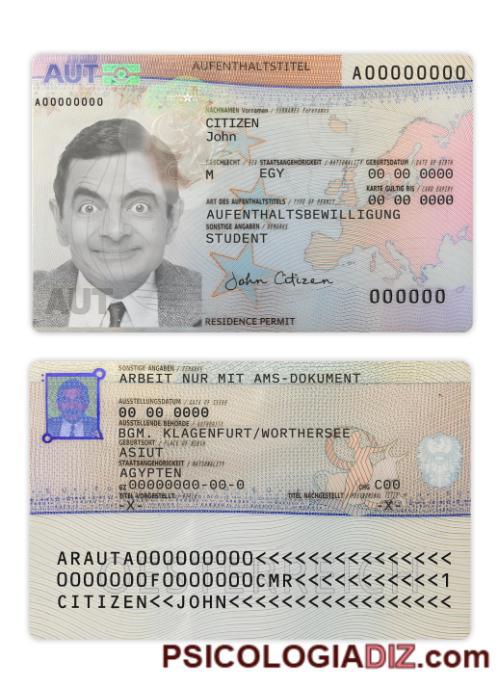 AUT
AUFENTHALTSTITEL
A00000000
A00000000
NACHNAMEN Vornamen / SURNAMES Forenames
CITIZEN
John
GESCHLECHT / SEX STAATSANGEHÖRIGKEIT / NATIONALITY GEBURTSDATUM / DATE OF BIRTH
M EGY 00 00 0000
KARTE GÜLTIG BIS / CARD EXPIRY
00 00 0000
ART DES AUFENTHALTSTITELS / TYPE OF PERMIT
AUFENTHALTSBEWILLIGUNG
SONSTIGE ANGABEN / REMARKS
STUDENT
John Citizen
AUT
000000
RESIDENCE PERMIT
SONSTIGE ANGABEN / REMARKS
ARBEIT NUR MIT AMS-DOKUMENT
AUSSTELLUNGSDATUM / DATE OF ISSUE
00 00 0000
AUSSTELLENDE BEHÖRDE / AUTHORITY
BGM. KLAGENFURT/WORTHERSEE
GEBURTSORT / PLACE OF BIRTH
ASIUT
STAATSANGEHÖRIGKEIT / NATIONALITY
AGYPTEN
GZ 00000000-00-0 CHG C00
TITEL VORGESTELLT TITEL NACHGESTELLT
-X- -X-
ARAUTA000000000<<<<<<<<<<<<<<<
0000000F0000000CMR<<<<<<<<<<<1
CITIZEN<<JOHN<<<<<<<<<<<<<<<<<
ÖSTERREICH
PSICOLOGIADIZ.com